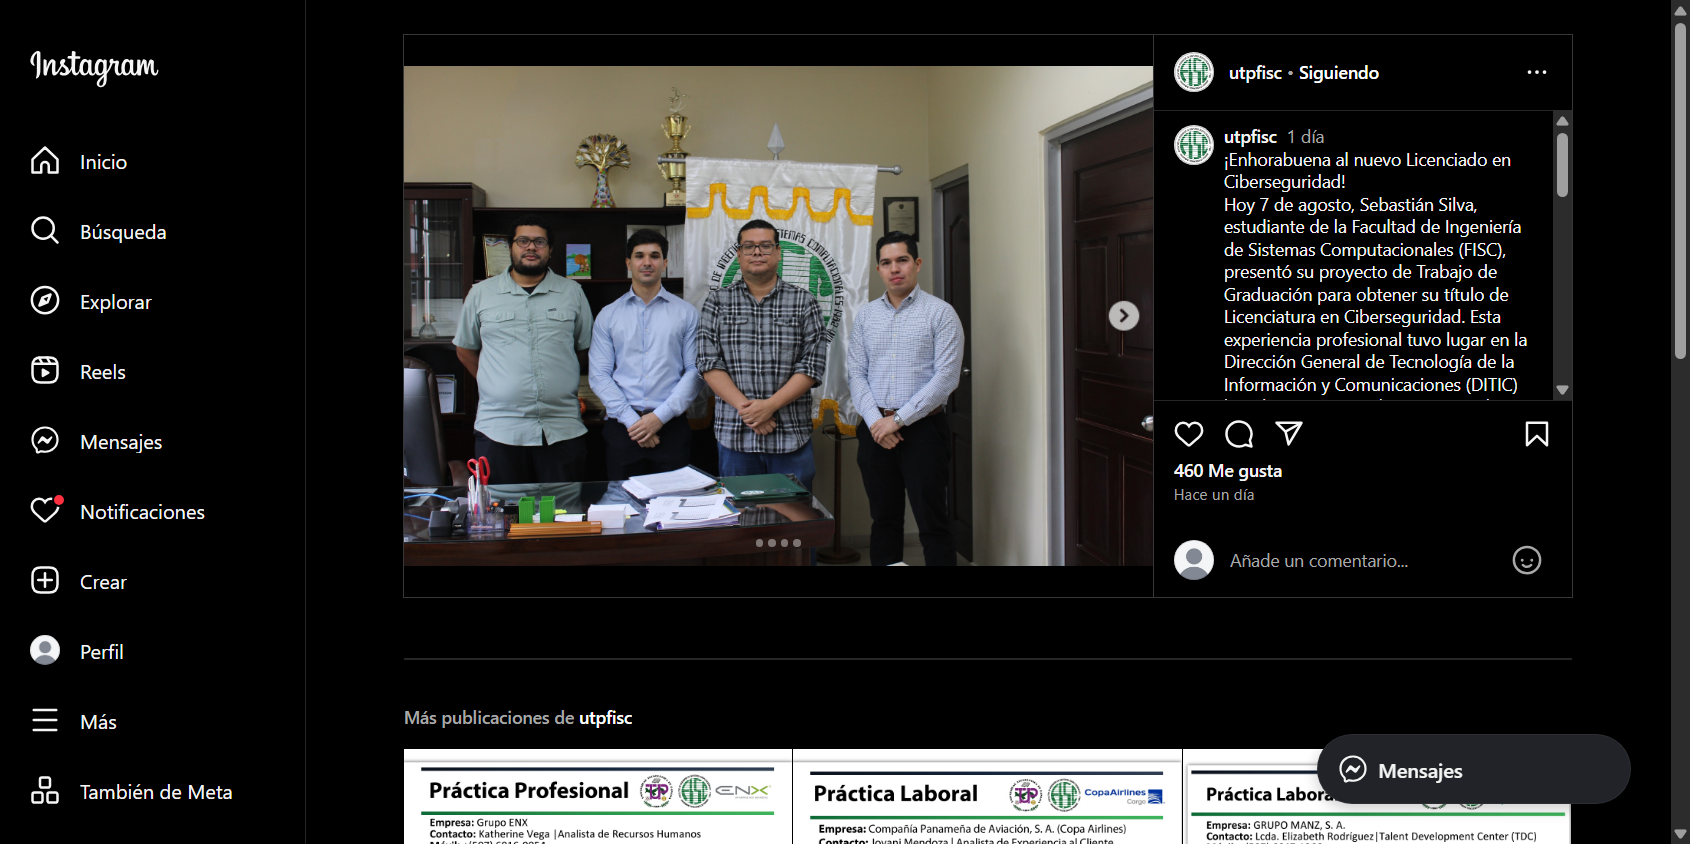 Instagram
Inicio
Búsqueda
Explorar
Reels
Mensajes
Notificaciones
Crear
Perfil
Más
También de Meta
utpfisc • Siguiendo
utpfisc 1 día
¡Enhorabuena al nuevo Licenciado en
Ciberseguridad!
Hoy 7 de agosto, Sebastián Silva,
estudiante de la Facultad de Ingeniería
de Sistemas Computacionales (FISC),
presentó su proyecto de Trabajo de
Graduación para obtener su título de
Licenciatura en Ciberseguridad. Esta
experiencia profesional tuvo lugar en la
Dirección General de Tecnología de la
Información y Comunicaciones (DITIC)
460 Me gusta
Hace un día
Añade un comentario...
Más publicaciones de utpfisc
Práctica Profesional
ENX
Empresa: Grupo ENX
Contacto: Katherine Vega |Analista de Recursos Humanos
Práctica Laboral
CopaAirlines
Cargo
Empresa: Compañía Panameña de Aviación, S. A. (Copa Airlines)
Contacto: Jovani Mendoza | Analista de Experiencia al Cliente
Práctica Labora
Empresa: GRUPO MANZ, S. A.
Contacto: Lcda. Elizabeth Rodríguez|Talent Development Center (TDC)
Mensajes